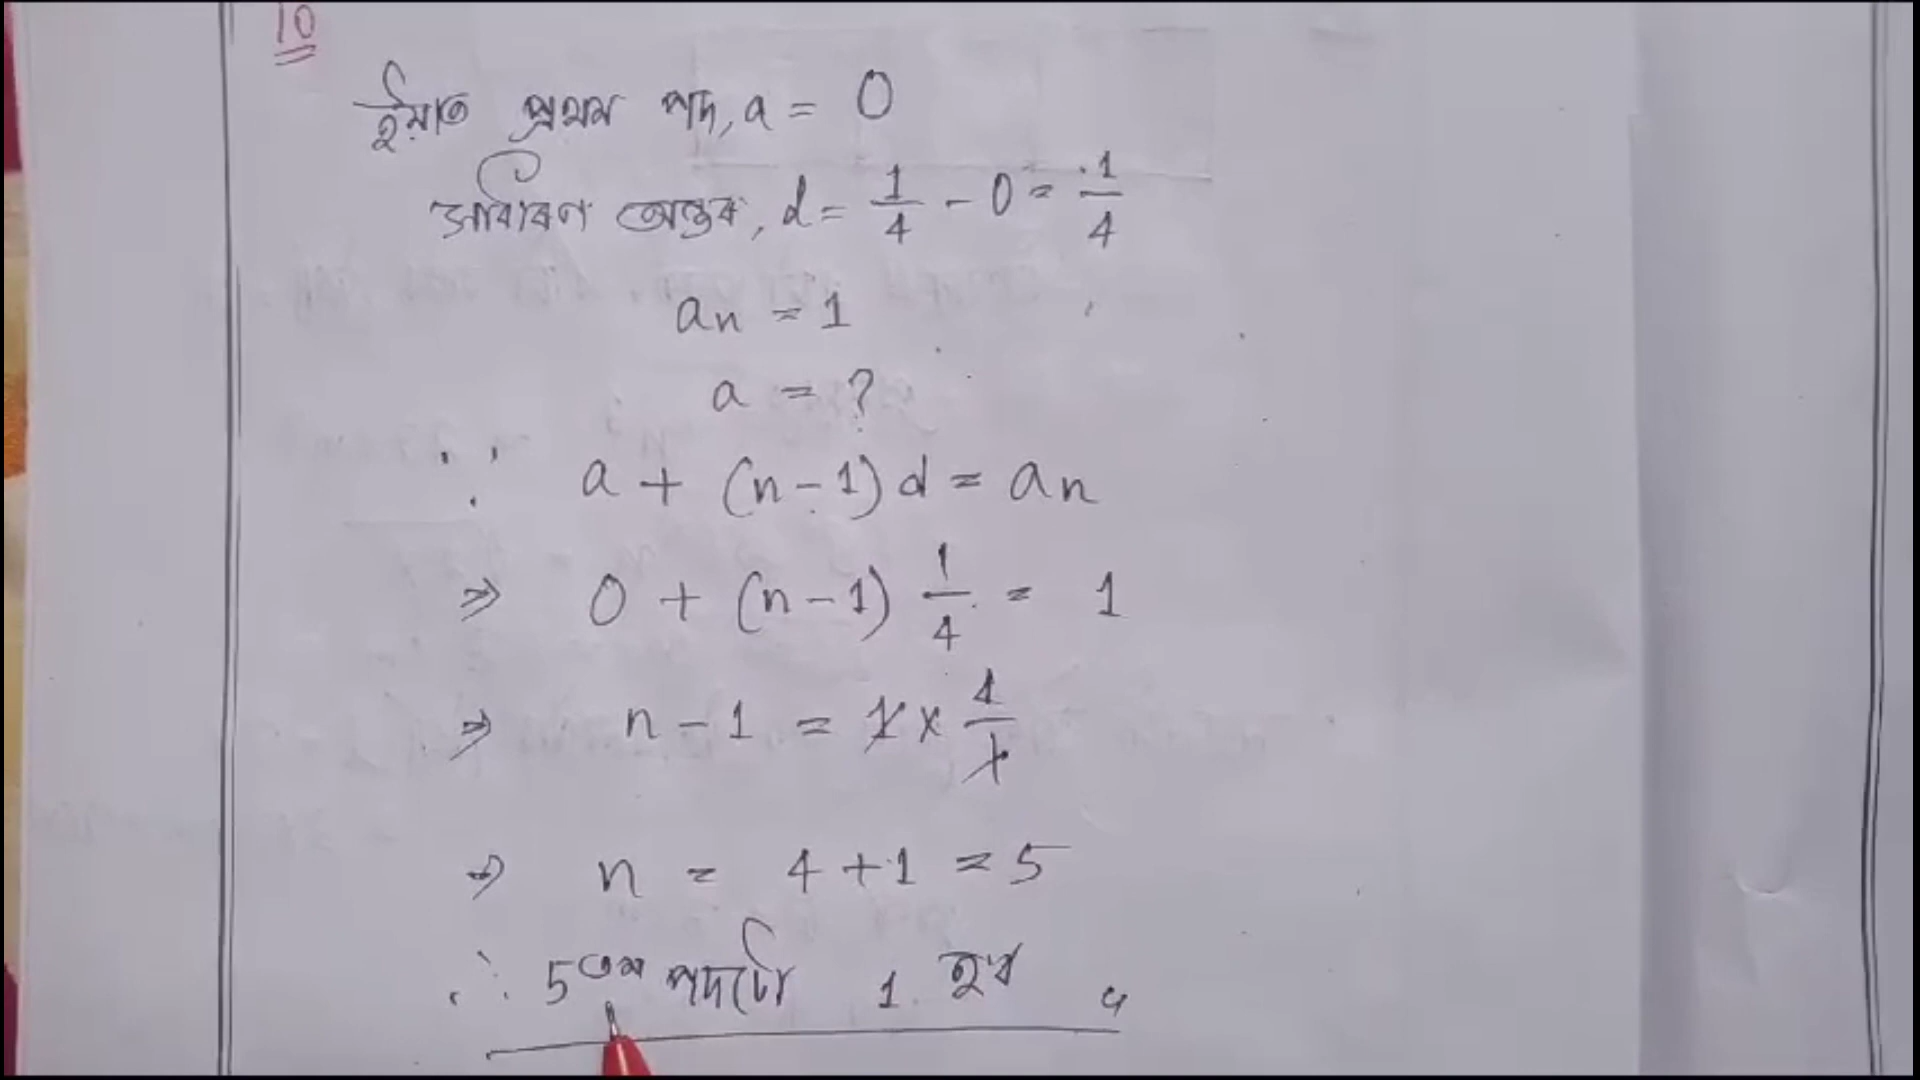 10
ইয়াত প্ৰথম পদ, a = 0
সাধাৰণ অন্তৰ, d = 1/4 - 0 = 1/4
an = 1
a = ?
∵ a + (n-1) d = an
⇒ 0 + (n-1) 1/4 = 1
⇒ n - 1 = 1 × 4/1
⇒ n = 4 + 1 = 5
∴ 5তম পদটো 1 হ'ব